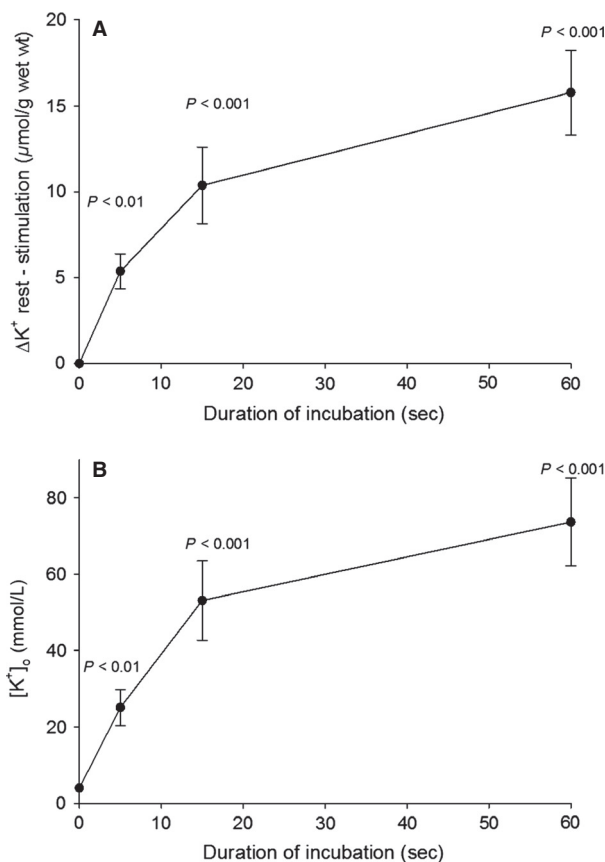 A
20
15
10
5
0
ΔK⁺ rest - stimulation (µmol/g wet wt)
P < 0.01
P < 0.001
P < 0.001
0 10 20 30 40 50 60
Duration of incubation (sec)
B
80
60
40
20
0
[K⁺]ₒ (mmol/L)
P < 0.01
P < 0.001
P < 0.001
0 10 20 30 40 50 60
Duration of incubation (sec)